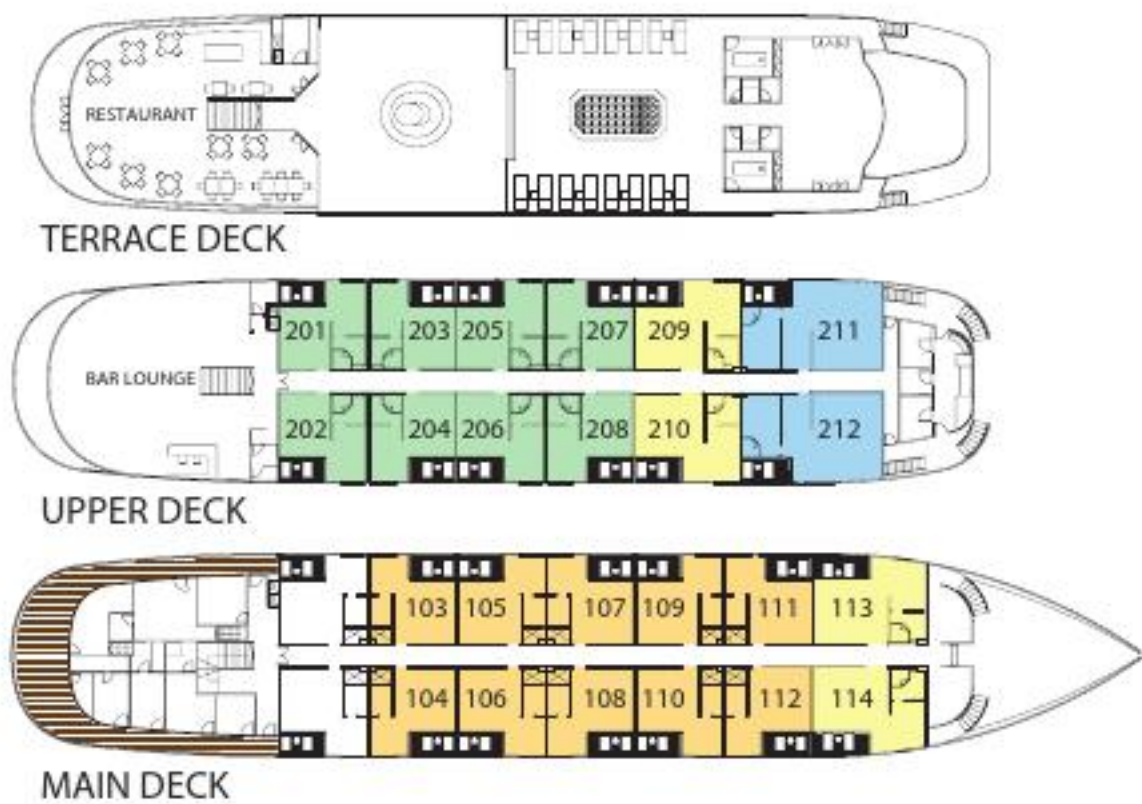 RESTAURANT
TERRACE DECK
201 203 205 207 209 211
BAR LOUNGE
202 204 206 208 210 212
UPPER DECK
103 105 107 109 111 113
104 106 108 110 112 114
MAIN DECK